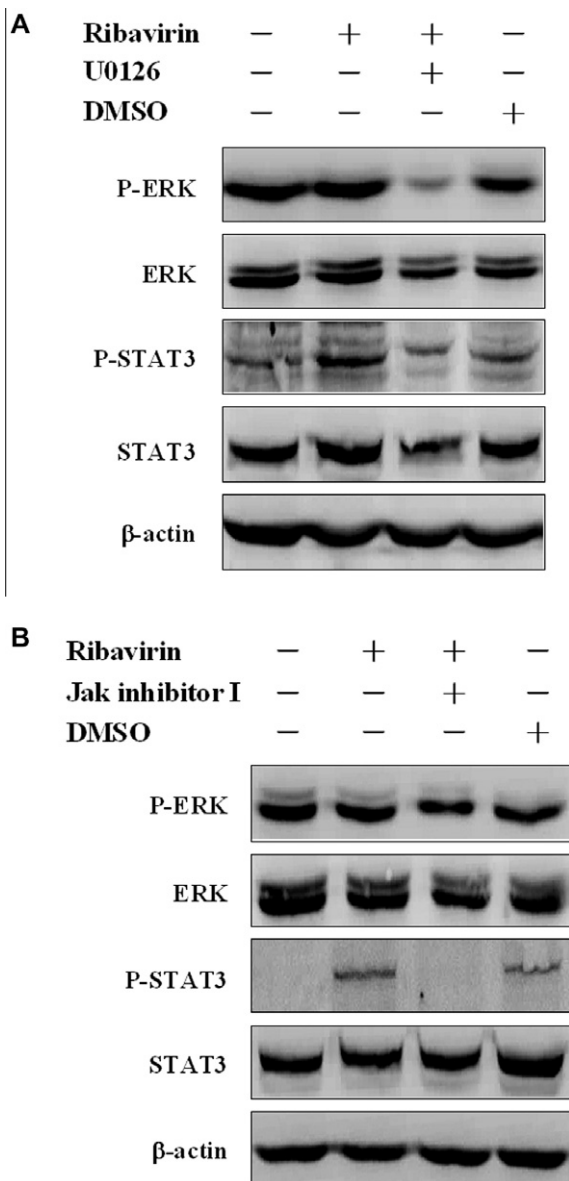 A
Ribavirin − + + −
U0126 − − + −
DMSO − − − +
P-ERK
ERK
P-STAT3
STAT3
β-actin
B
Ribavirin − + + −
Jak inhibitor I − − + −
DMSO − − − +
P-ERK
ERK
P-STAT3
STAT3
β-actin